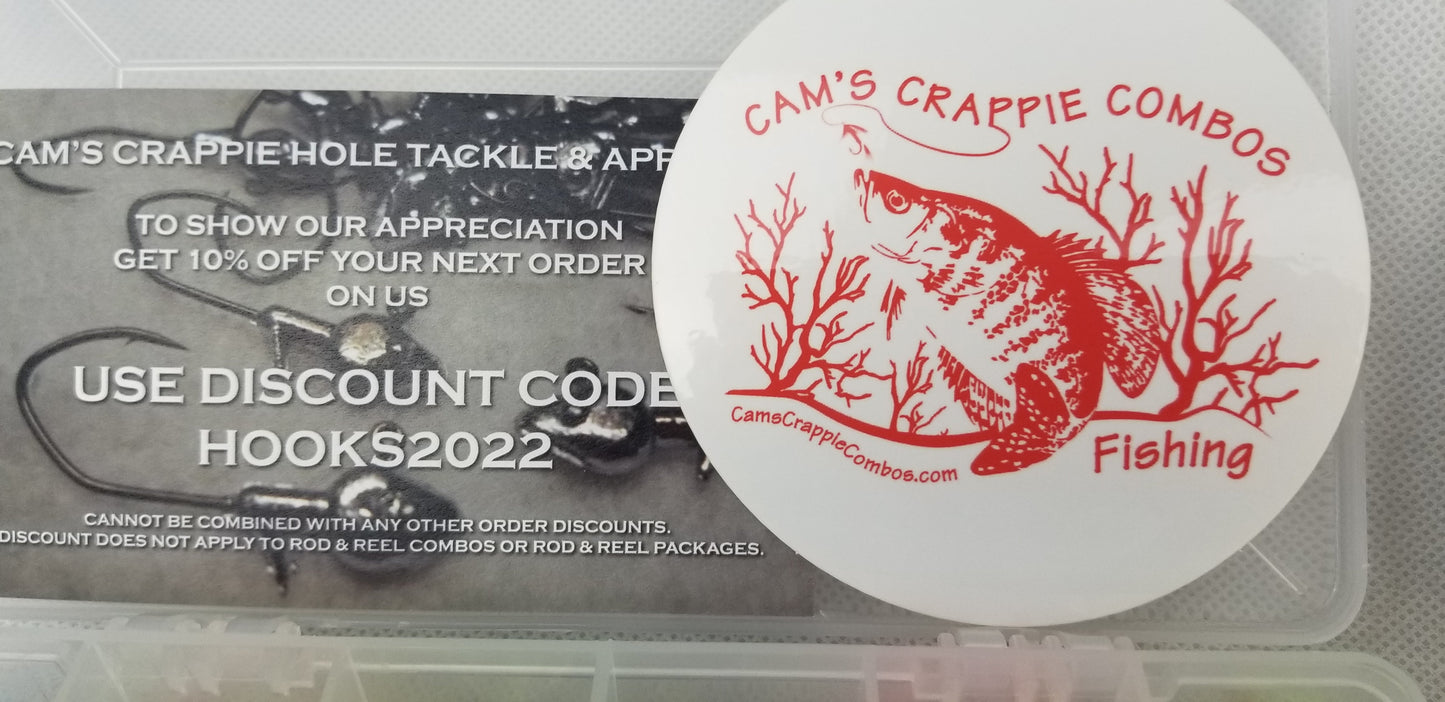 CAM'S CRAPPIE HOLE TACKLE &
TO SHOW OUR APPRECIATION
GET 10% OFF YOUR NEXT ORDER
ON US
USE DISCOUNT CODE
HOOKS2022
CANNOT BE COMBINED WITH ANY OTHER ORDER DISCOUNTS.
DISCOUNT DOES NOT APPLY TO ROD & REEL COMBOS OR ROD & REEL PACKAGES.
CAM'S CRAPPIE COMBOS
CamsCrappieCombos.com
Fishing